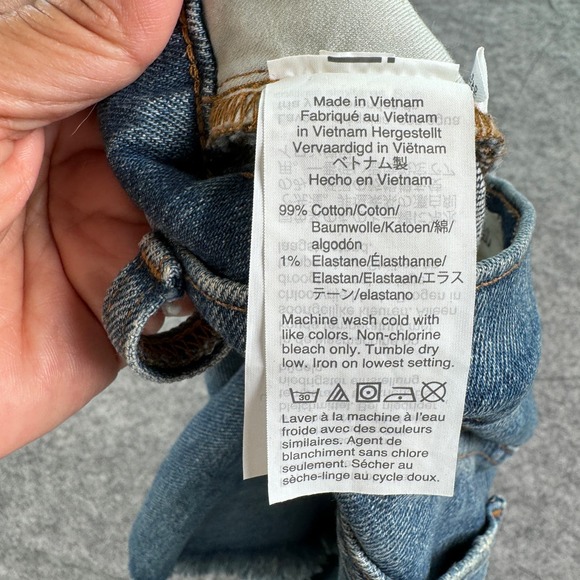 Made in Vietnam
Fabriqué au Vietnam
in Vietnam Hergestellt
Vervaardigd in Viëtnam
ベトナム製
Hecho en Vietnam
99% Cotton/Coton/
Baumwolle/Katoen/綿/
algodón
1% Elastane/Élasthanne/
Elastan/Elastaan/エラス
テーン/elastano
Machine wash cold with
like colors. Non-chlorine
bleach only. Tumble dry
low. Iron on lowest setting.
30
Laver à la machine à l'eau
froide avec des couleurs
similaires. Agent de
blanchiment sans chlore
seulement. Sécher au
sèche-linge au cycle doux.